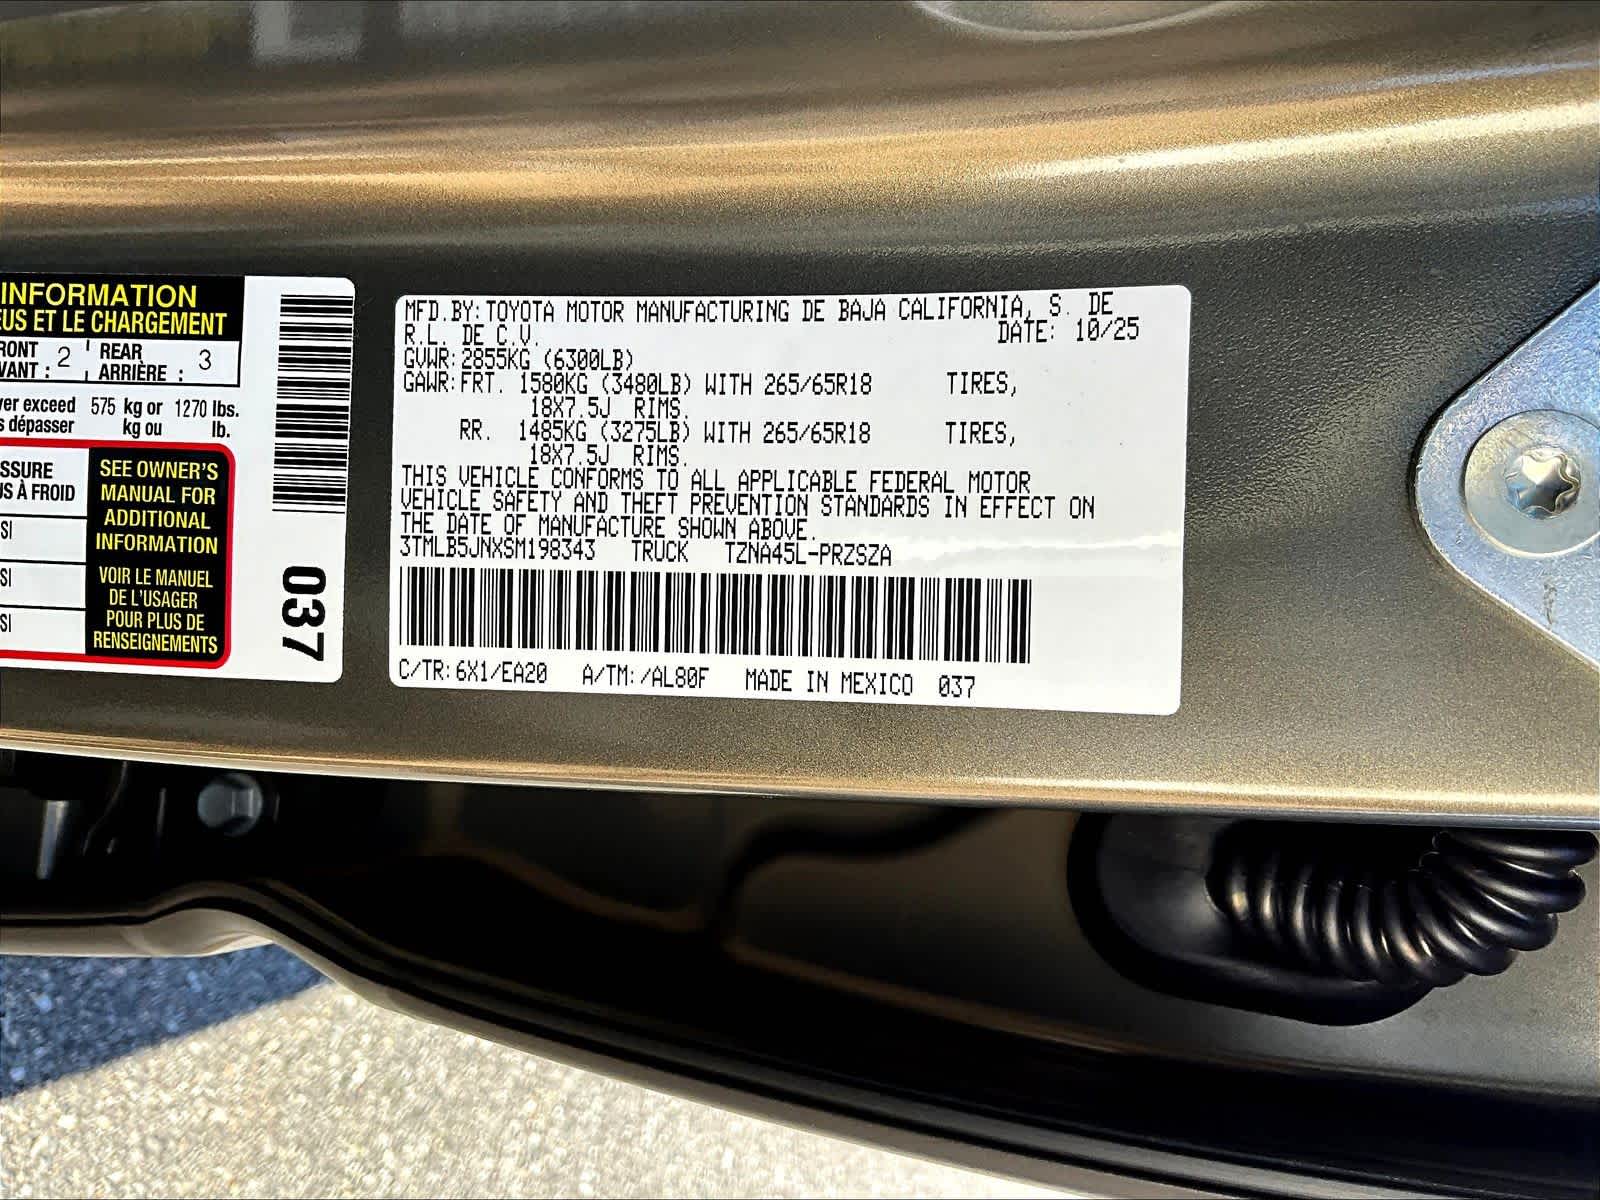 INFORMATION
EUS ET LE CHARGEMENT
RONT 2 REAR 3
VANT : ARRIÈRE :
ver exceed 575 kg or 1270 lbs.
s dépasser kg ou lb.
SSURE
US À FROID
SI
SI
SI
SEE OWNER'S
MANUAL FOR
ADDITIONAL
INFORMATION
VOIR LE MANUEL
DE L'USAGER
POUR PLUS DE
RENSEIGNEMENTS
037
MFD.BY:TOYOTA MOTOR MANUFACTURING DE BAJA CALIFORNIA, S. DE
R.L. DE C.V. DATE: 10/25
GVWR:2855KG (6300LB)
GAWR:FRT. 1580KG (3480LB) WITH 265/65R18 TIRES,
18X7.5J RIMS.
RR. 1485KG (3275LB) WITH 265/65R18 TIRES,
18X7.5J RIMS.
THIS VEHICLE CONFORMS TO ALL APPLICABLE FEDERAL MOTOR
VEHICLE SAFETY AND THEFT PREVENTION STANDARDS IN EFFECT ON
THE DATE OF MANUFACTURE SHOWN ABOVE.
3TMLB5JNXSM198343 TRUCK TZNA45L-PRZSZA
C/TR:6X1/EA20 A/TM:/AL80F MADE IN MEXICO 037